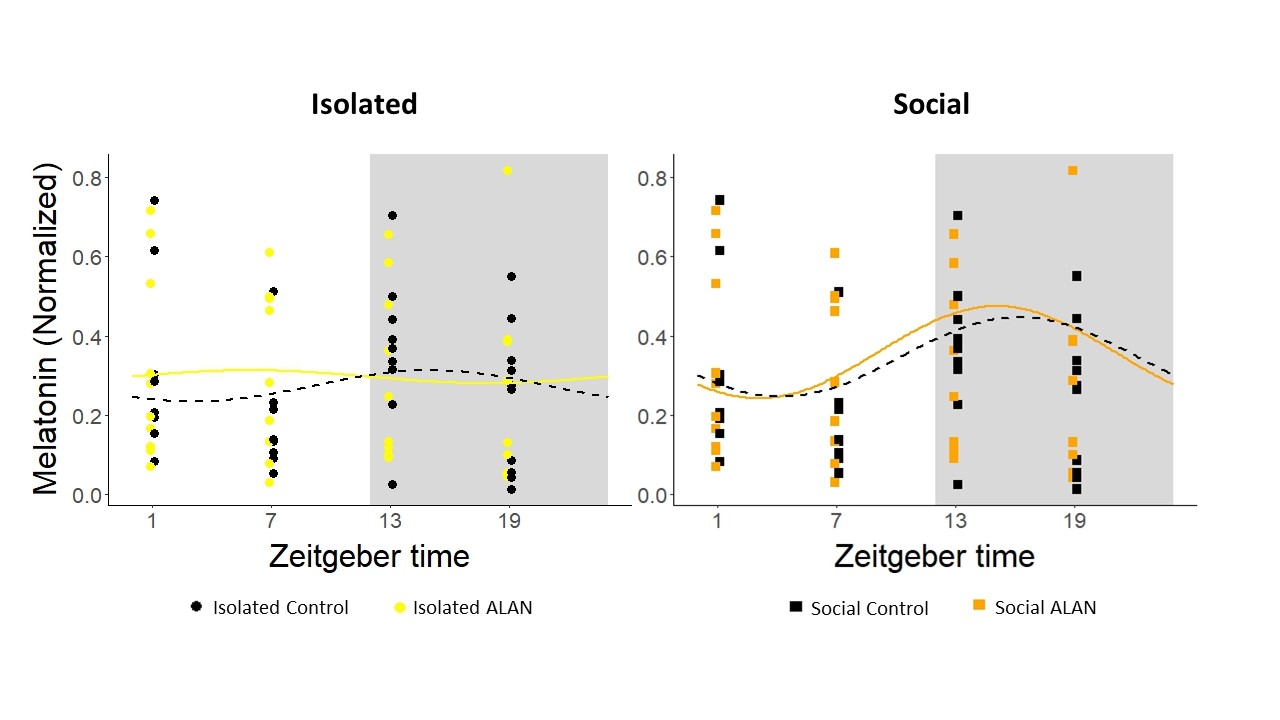 Isolated
Social
Melatonin (Normalized)
0.8
0.6
0.4
0.2
0.0
1 7 13 19
Zeitgeber time
0.8
0.6
0.4
0.2
0.0
1 7 13 19
Zeitgeber time
Isolated Control Isolated ALAN
Social Control Social ALAN